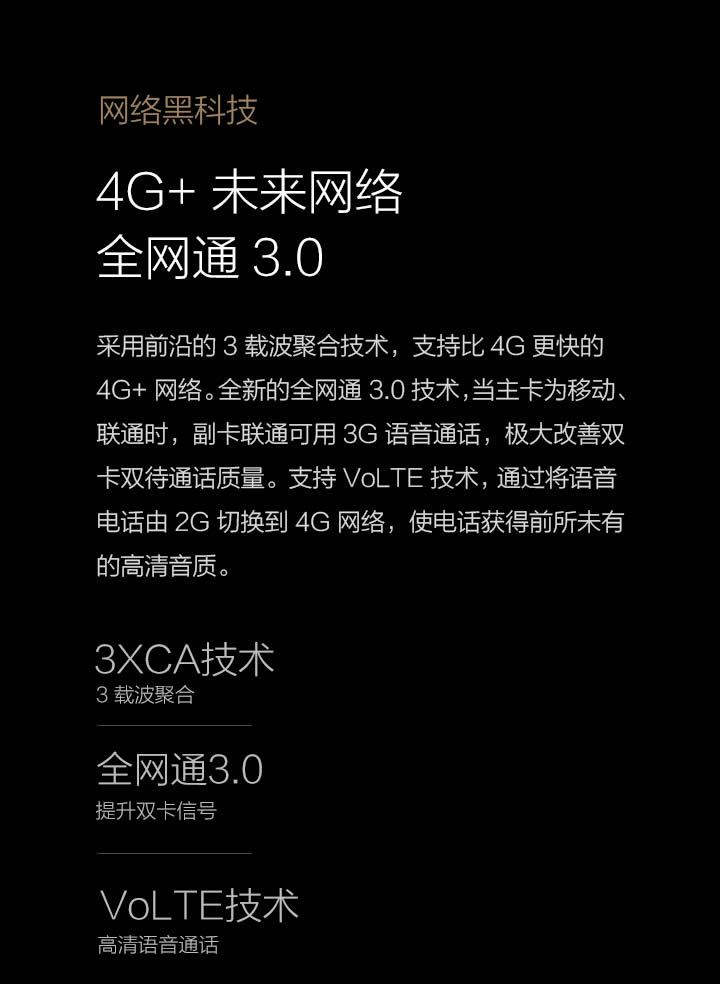 网络黑科技
4G+ 未来网络
全网通 3.0
采用前沿的 3 载波聚合技术，支持比 4G 更快的
4G+ 网络。全新的全网通 3.0 技术，当主卡为移动、
联通时，副卡联通可用 3G 语音通话，极大改善双
卡双待通话质量。支持 VoLTE 技术，通过将语音
电话由 2G 切换到 4G 网络，使电话获得前所未有
的高清音质。
3XCA技术
3 载波聚合
全网通3.0
提升双卡信号
VoLTE技术
高清语音通话